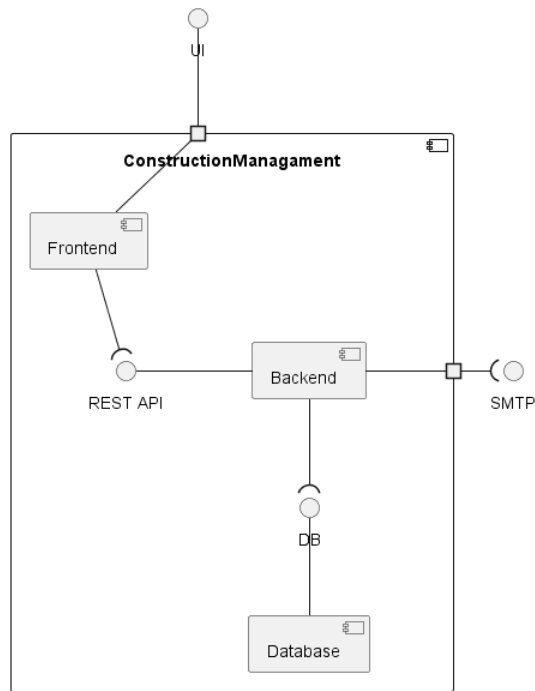 UI
ConstructionManagament
Frontend
Backend
REST API
SMTP
DB
Database